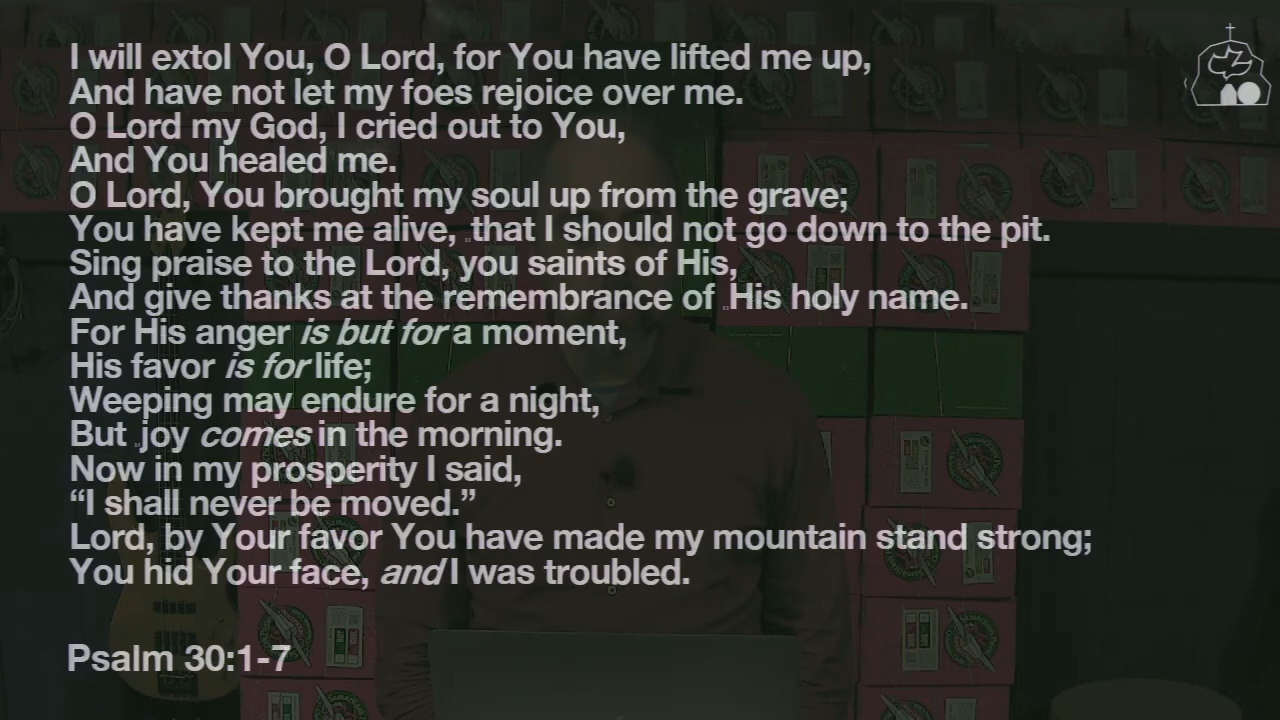 I will extol You, O Lord, for You have lifted me up,
And have not let my foes rejoice over me.
O Lord my God, I cried out to You,
And You healed me.
O Lord, You brought my soul up from the grave;
You have kept me alive, that I should not go down to the pit.
Sing praise to the Lord, you saints of His,
And give thanks at the remembrance of His holy name.
For His anger is but for a moment,
His favor is for life;
Weeping may endure for a night,
But joy comes in the morning.
Now in my prosperity I said,
“I shall never be moved.”
Lord, by Your favor You have made my mountain stand strong;
You hid Your face, and I was troubled.
Psalm 30:1-7